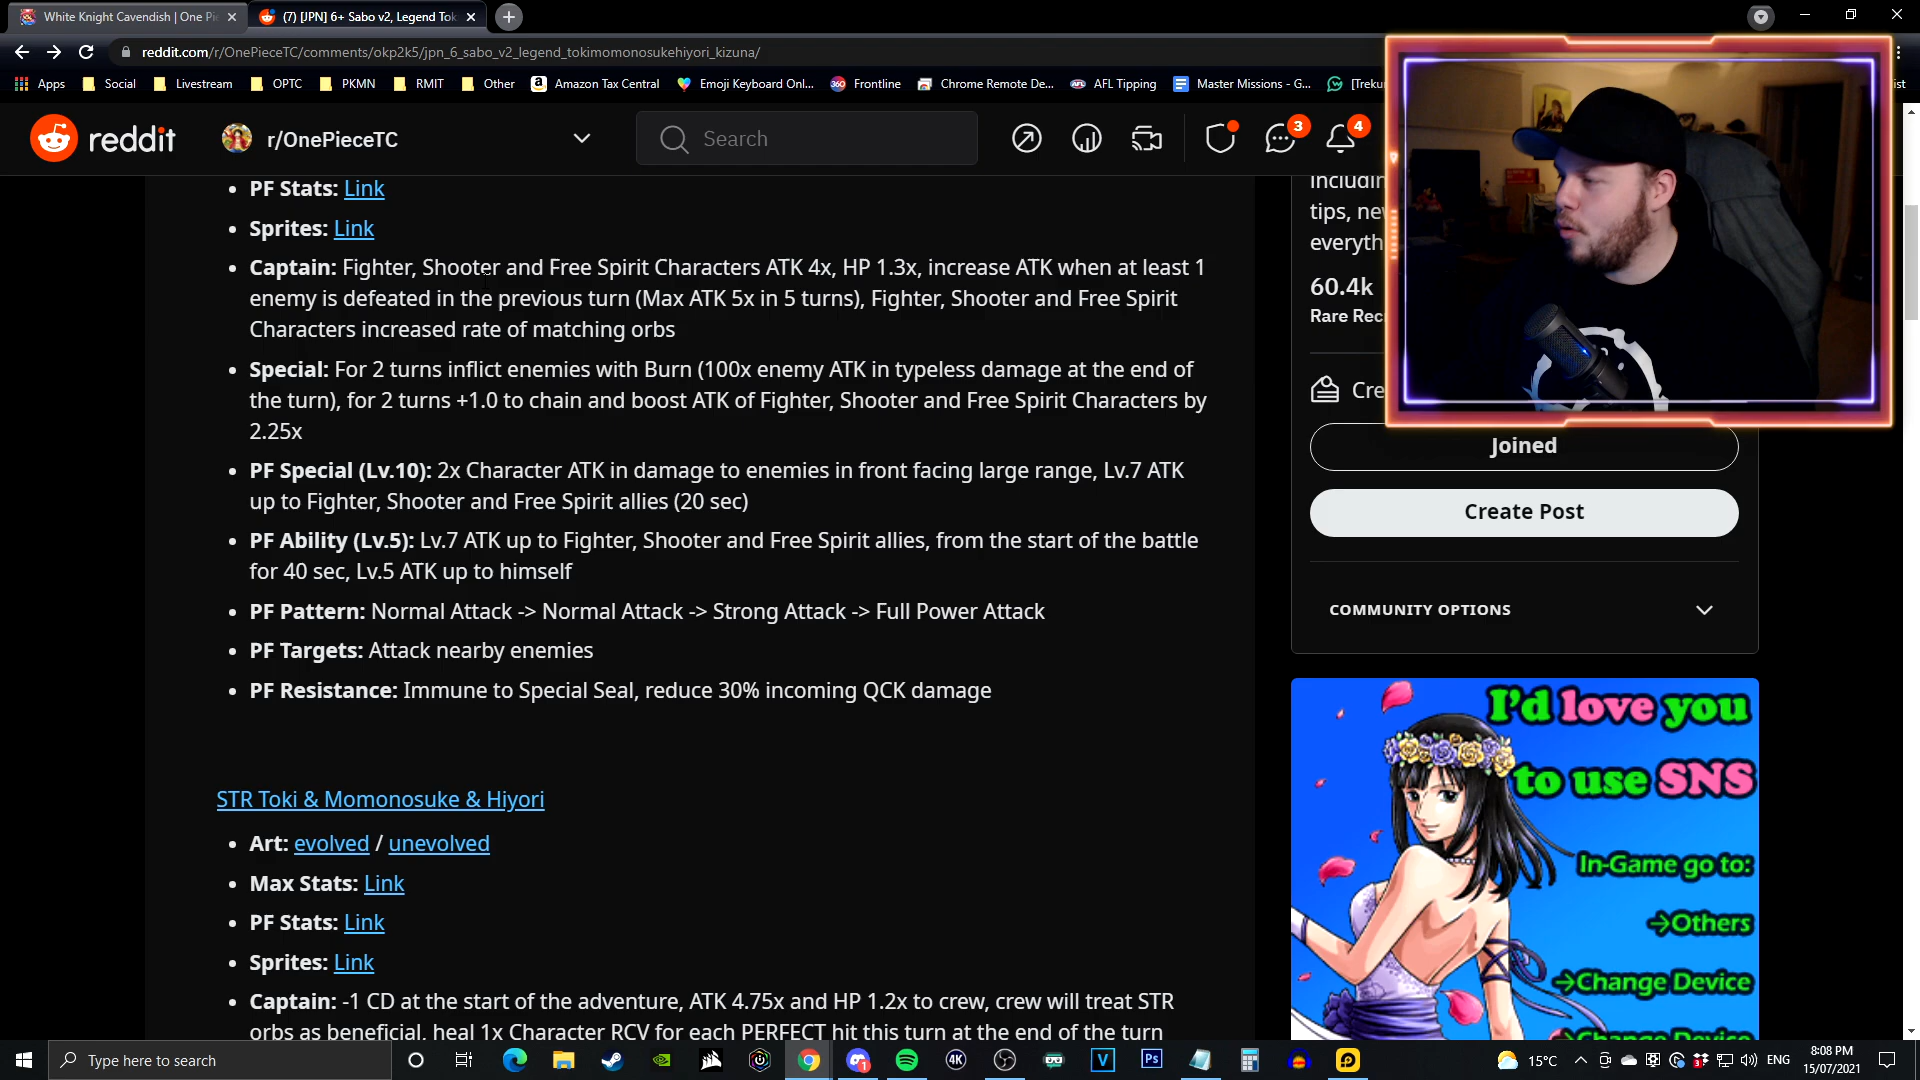 White Knight Cavendish | One Pie
(7) [JPN] 6+ Sabo v2, Legend Tok
reddit.com/r/OnePieceTC/comments/okp2k5/jpn_6_sabo_v2_legend_tokimomonosukehiyori_kizuna/
Apps Social Livestream OPTC PKMN RMIT Other Amazon Tax Central Emoji Keyboard Onl... Frontline Chrome Remote De... AFL Tipping Master Missions - G... [Treku
reddit r/OnePieceTC Search 3 4
PF Stats: Link
Sprites: Link
Captain: Fighter, Shooter and Free Spirit Characters ATK 4x, HP 1.3x, increase ATK when at least 1
enemy is defeated in the previous turn (Max ATK 5x in 5 turns), Fighter, Shooter and Free Spirit
Characters increased rate of matching orbs
Special: For 2 turns inflict enemies with Burn (100x enemy ATK in typeless damage at the end of
the turn), for 2 turns +1.0 to chain and boost ATK of Fighter, Shooter and Free Spirit Characters by
2.25x
PF Special (Lv.10): 2x Character ATK in damage to enemies in front facing large range, Lv.7 ATK
up to Fighter, Shooter and Free Spirit allies (20 sec)
PF Ability (Lv.5): Lv.7 ATK up to Fighter, Shooter and Free Spirit allies, from the start of the battle
for 40 sec, Lv.5 ATK up to himself
PF Pattern: Normal Attack -> Normal Attack -> Strong Attack -> Full Power Attack
PF Targets: Attack nearby enemies
PF Resistance: Immune to Special Seal, reduce 30% incoming QCK damage
STR Toki & Momonosuke & Hiyori
Art: evolved / unevolved
Max Stats: Link
PF Stats: Link
Sprites: Link
Captain: -1 CD at the start of the adventure, ATK 4.75x and HP 1.2x to crew, crew will treat STR
orbs as beneficial, heal 1x Character RCV for each PERFECT hit this turn at the end of the turn
includin
tips, ne
everyth
60.4k
Rare Rec
Cre
Joined
Create Post
COMMUNITY OPTIONS
I'd love you
to use SNS
In-Game go to:
→Others
→Change Device
→Change Device
Type here to search
15°C
ENG
8:08 PM
15/07/2021